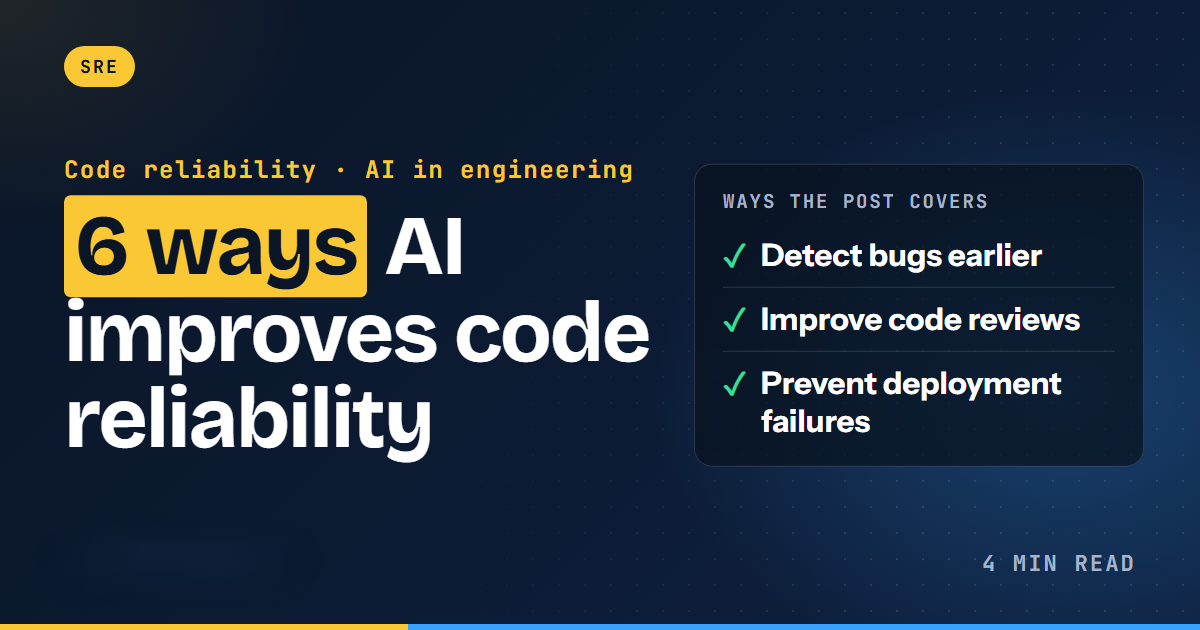 SRE
Code reliability · AI in engineering
6 ways AI
improves code
reliability
WAYS THE POST COVERS
✓ Detect bugs earlier
✓ Improve code reviews
✓ Prevent deployment
failures
4 MIN READ